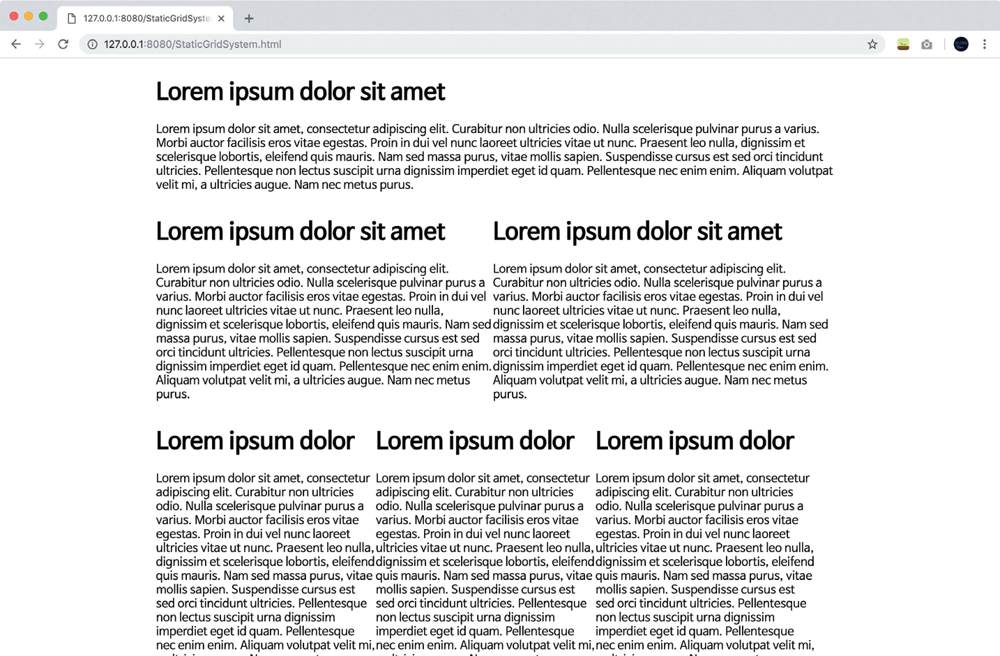 127.0.0.1:8080/StaticGridSyste
127.0.0.1:8080/StaticGridSystem.html
Lorem ipsum dolor sit amet
Lorem ipsum dolor sit amet, consectetur adipiscing elit. Curabitur non ultricies odio. Nulla scelerisque pulvinar purus a varius.
Morbi auctor facilisis eros vitae egestas. Proin in dui vel nunc laoreet ultricies vitae ut nunc. Praesent leo nulla, dignissim et
scelerisque lobortis, eleifend quis mauris. Nam sed massa purus, vitae mollis sapien. Suspendisse cursus est sed orci tincidunt
ultricies. Pellentesque non lectus suscipit urna dignissim imperdiet eget id quam. Pellentesque nec enim enim. Aliquam volutpat
velit mi, a ultricies augue. Nam nec metus purus.
Lorem ipsum dolor sit amet
Lorem ipsum dolor sit amet, consectetur adipiscing elit.
Curabitur non ultricies odio. Nulla scelerisque pulvinar purus a
varius. Morbi auctor facilisis eros vitae egestas. Proin in dui vel
nunc laoreet ultricies vitae ut nunc. Praesent leo nulla,
dignissim et scelerisque lobortis, eleifend quis mauris. Nam sed
massa purus, vitae mollis sapien. Suspendisse cursus est sed
orci tincidunt ultricies. Pellentesque non lectus suscipit urna
dignissim imperdiet eget id quam. Pellentesque nec enim enim.
Aliquam volutpat velit mi, a ultricies augue. Nam nec metus
purus.
Lorem ipsum dolor sit amet
Lorem ipsum dolor sit amet, consectetur adipiscing elit.
Curabitur non ultricies odio. Nulla scelerisque pulvinar purus a
varius. Morbi auctor facilisis eros vitae egestas. Proin in dui vel
nunc laoreet ultricies vitae ut nunc. Praesent leo nulla,
dignissim et scelerisque lobortis, eleifend quis mauris. Nam sed
massa purus, vitae mollis sapien. Suspendisse cursus est sed
orci tincidunt ultricies. Pellentesque non lectus suscipit urna
dignissim imperdiet eget id quam. Pellentesque nec enim enim.
Aliquam volutpat velit mi, a ultricies augue. Nam nec metus
purus.
Lorem ipsum dolor
Lorem ipsum dolor sit amet, consectetur
adipiscing elit. Curabitur non ultricies
odio. Nulla scelerisque pulvinar purus a
varius. Morbi auctor facilisis eros vitae
egestas. Proin in dui vel nunc laoreet
ultricies vitae ut nunc. Praesent leo nulla,
dignissim et scelerisque lobortis, eleifend
quis mauris. Nam sed massa purus, vitae
mollis sapien. Suspendisse cursus est
sed orci tincidunt ultricies. Pellentesque
non lectus suscipit urna dignissim
imperdiet eget id quam. Pellentesque
nec enim enim. Aliquam volutpat velit mi,
Lorem ipsum dolor
Lorem ipsum dolor sit amet, consectetur
adipiscing elit. Curabitur non ultricies
odio. Nulla scelerisque pulvinar purus a
varius. Morbi auctor facilisis eros vitae
egestas. Proin in dui vel nunc laoreet
ultricies vitae ut nunc. Praesent leo nulla,
dignissim et scelerisque lobortis, eleifend
quis mauris. Nam sed massa purus, vitae
mollis sapien. Suspendisse cursus est
sed orci tincidunt ultricies. Pellentesque
non lectus suscipit urna dignissim
imperdiet eget id quam. Pellentesque
nec enim enim. Aliquam volutpat velit mi,
Lorem ipsum dolor
Lorem ipsum dolor sit amet, consectetur
adipiscing elit. Curabitur non ultricies
odio. Nulla scelerisque pulvinar purus a
varius. Morbi auctor facilisis eros vitae
egestas. Proin in dui vel nunc laoreet
ultricies vitae ut nunc. Praesent leo nulla,
dignissim et scelerisque lobortis, eleifend
quis mauris. Nam sed massa purus, vitae
mollis sapien. Suspendisse cursus est
sed orci tincidunt ultricies. Pellentesque
non lectus suscipit urna dignissim
imperdiet eget id quam. Pellentesque
nec enim enim. Aliquam volutpat velit mi,